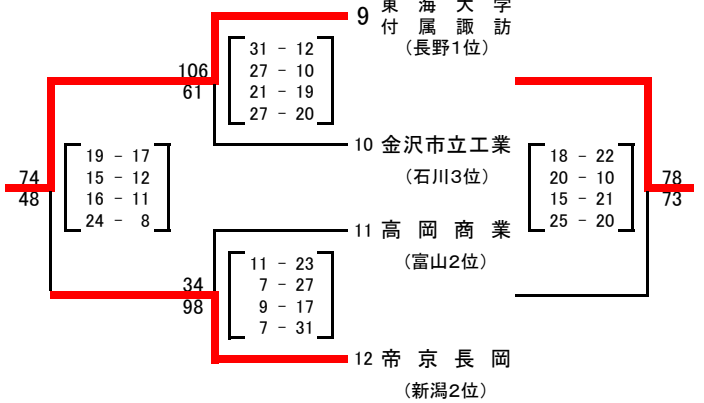 9 東海大学
付属諏訪
（長野1位）
106
61
31 - 12
27 - 10
21 - 19
27 - 20
10 金沢市立工業
（石川3位）
74
48
19 - 17
15 - 12
16 - 11
24 - 8
18 - 22
20 - 10
15 - 21
25 - 20
78
73
11 高岡商業
（富山2位）
34
98
11 - 23
7 - 27
9 - 17
7 - 31
12 帝京長岡
（新潟2位）